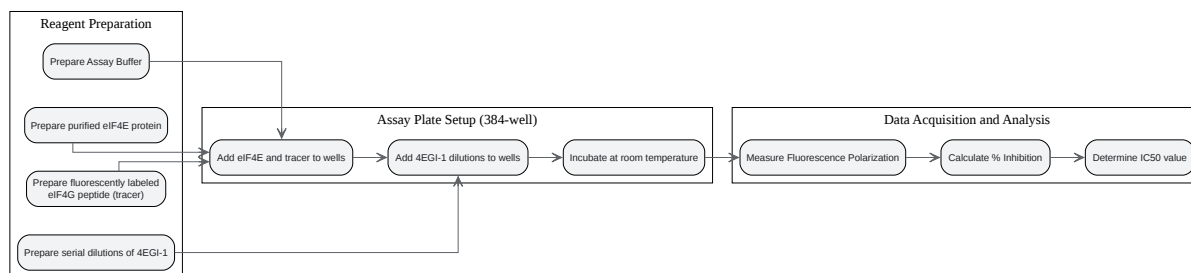 Reagent Preparation
Prepare Assay Buffer
Prepare purified eIF4E protein
Prepare fluorescently labeled
eIF4G peptide (tracer)
Prepare serial dilutions of 4EGI-1
Assay Plate Setup (384-well)
Add eIF4E and tracer to wells
Add 4EGI-1 dilutions to wells
Incubate at room temperature
Data Acquisition and Analysis
Measure Fluorescence Polarization
Calculate % Inhibition
Determine IC50 value